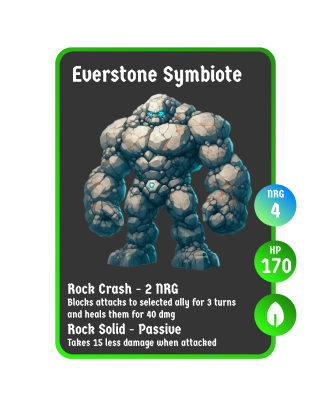 Everstone Symbiote
NRG
4
HP
170
Rock Crash - 2 NRG
Blocks attacks to selected ally for 3 turns
and heals them for 40 dmg
Rock Solid - Passive
Takes 15 less damage when attacked